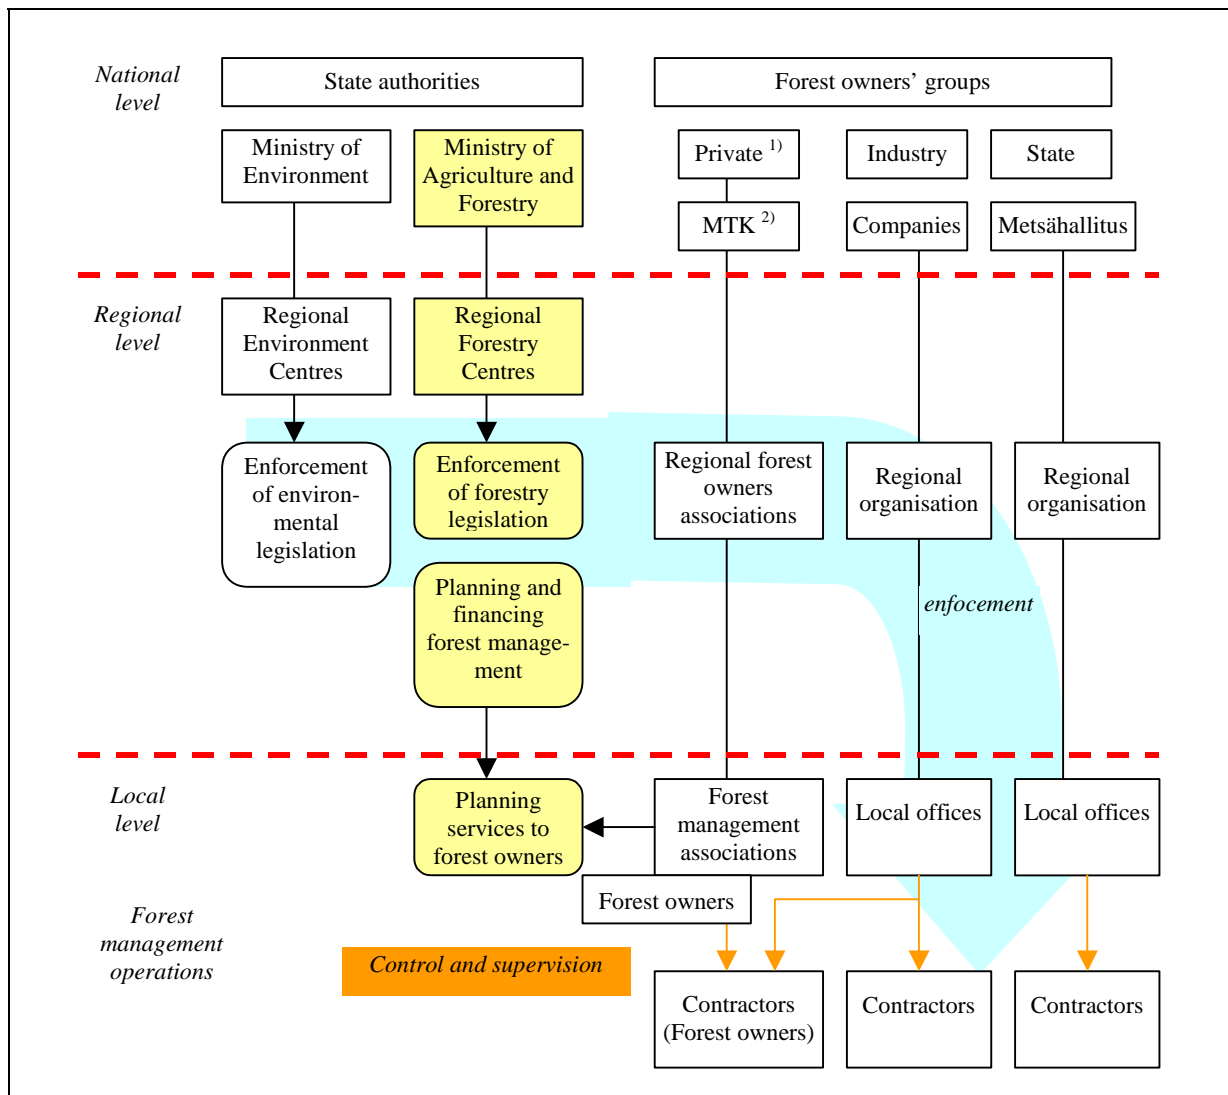 National
level
State authorities
Forest owners’ groups
Ministry of
Environment
Ministry of
Agriculture and
Forestry
Private 1)
Industry
State
MTK 2)
Companies
Metsähallitus
Regional
level
Regional
Environment
Centres
Regional
Forestry
Centres
Enforcement
of environ-
mental
legislation
Enforcement
of forestry
legislation
Regional forest
owners
associations
Regional
organisation
Regional
organisation
Planning and
financing
forest manage-
ment
enfocement
Local
level
Planning
services to
forest owners
Forest
management
associations
Local offices
Local offices
Forest owners
Forest
management
operations
Control and supervision
Contractors
(Forest owners)
Contractors
Contractors